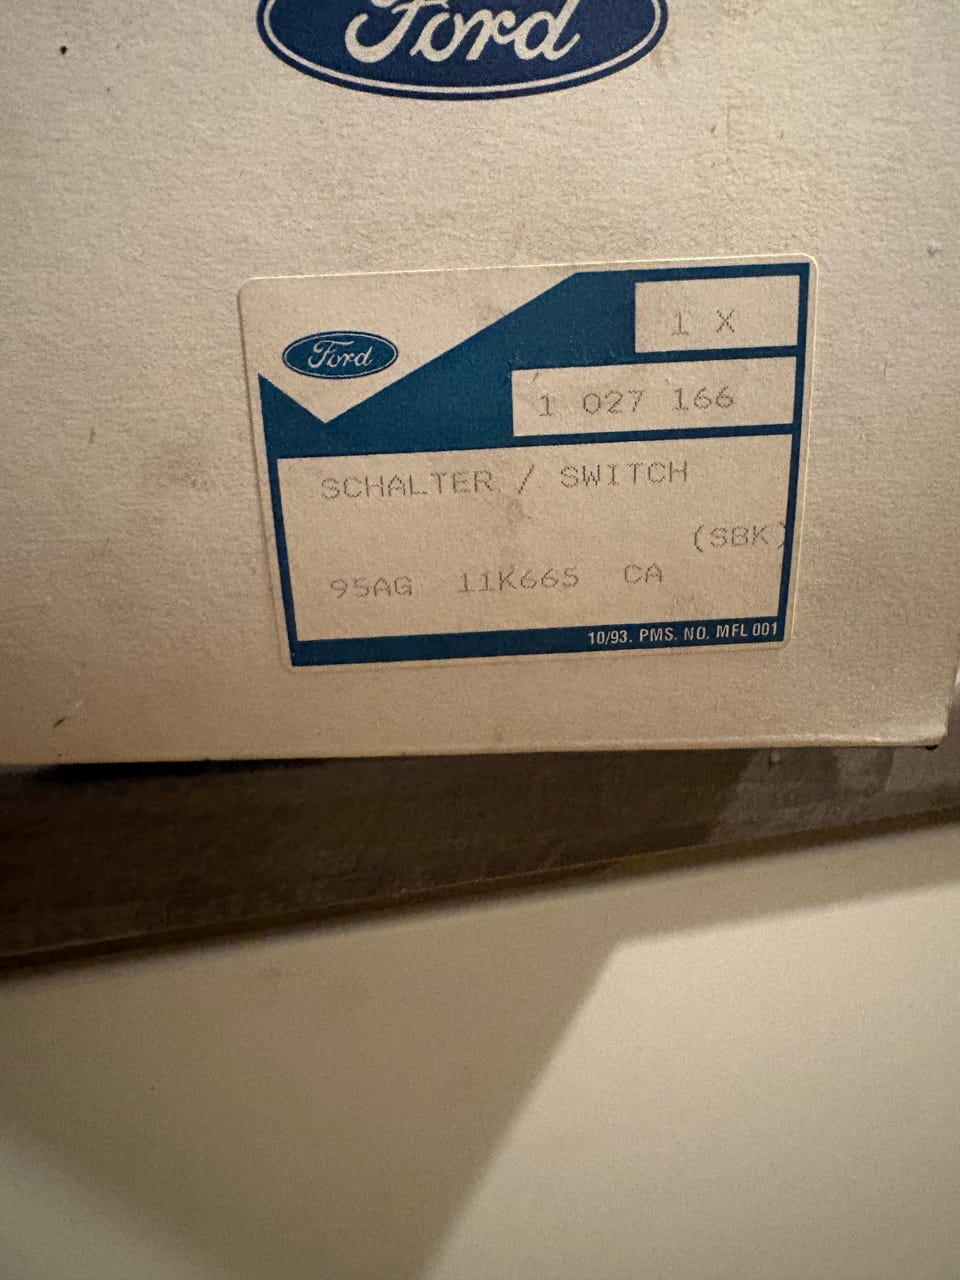 Ford
Ford
1 X
1 027 166
SCHALTER / SWITCH
(SBK)
95AG 11K665 CA
10/93. PMS. NO. MFL 001